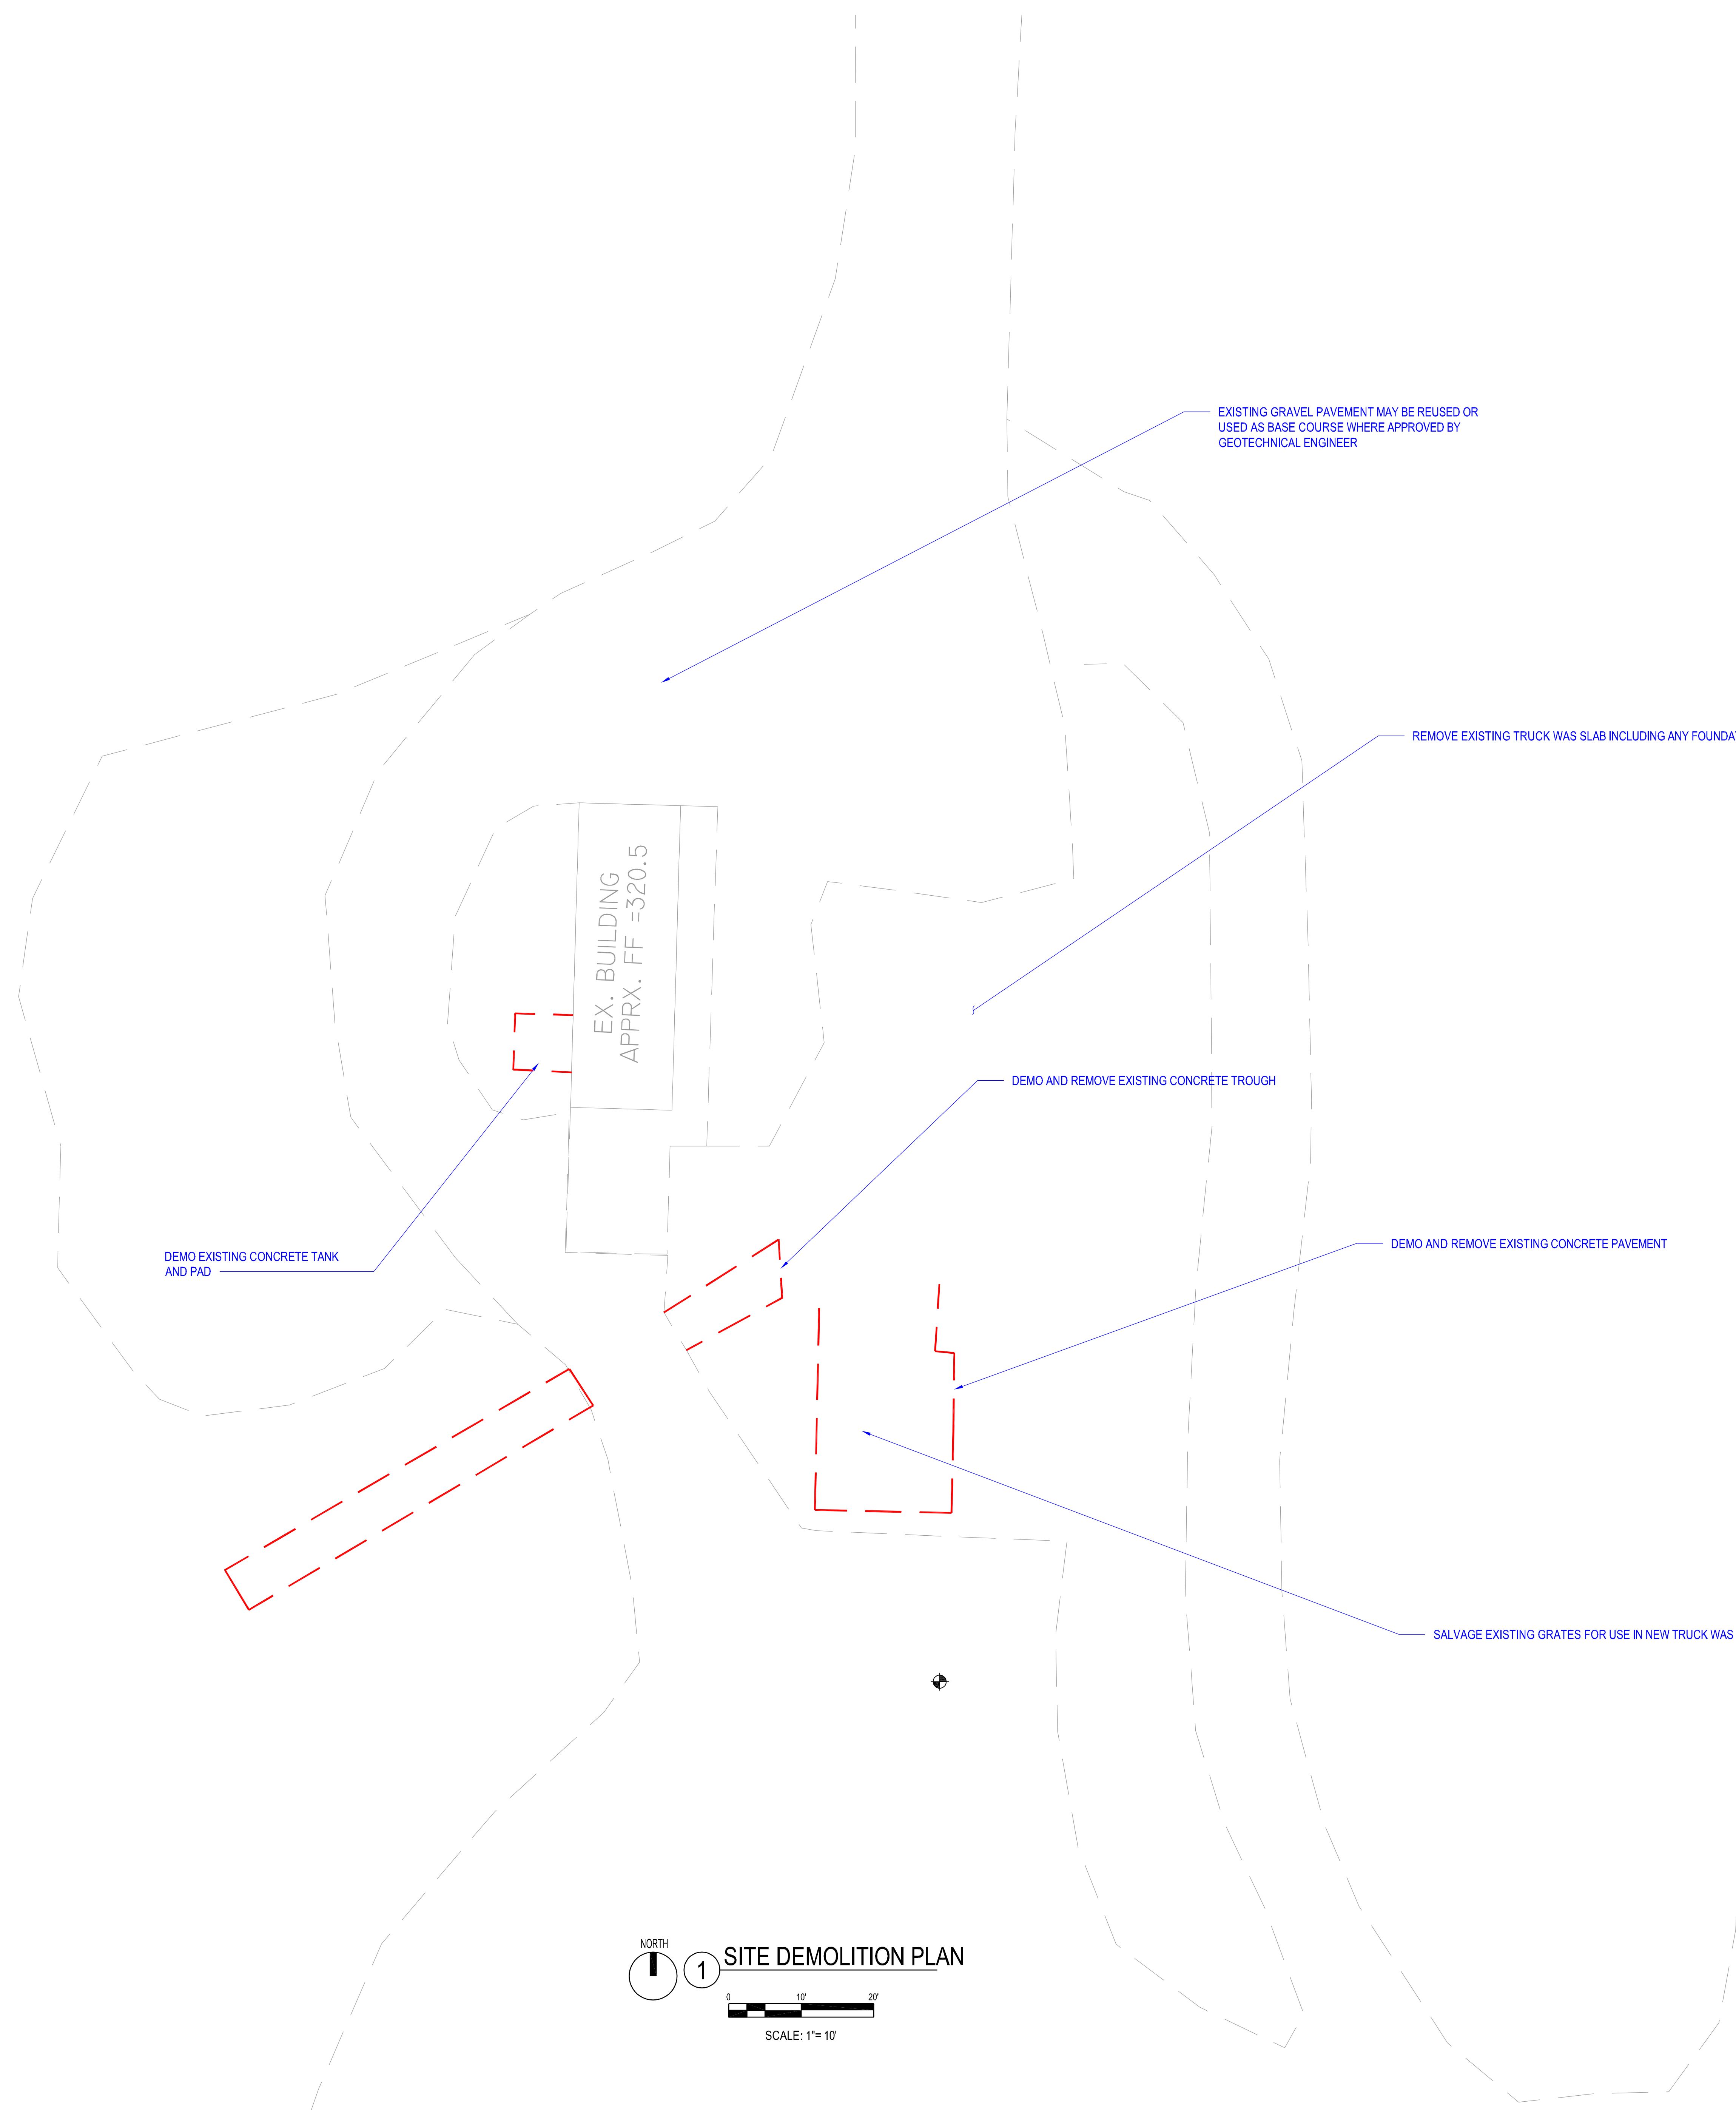 EXISTING GRAVEL PAVEMENT MAY BE REUSED OR
USED AS BASE COURSE WHERE APPROVED BY
GEOTECHNICAL ENGINEER
REMOVE EXISTING TRUCK WAS SLAB INCLUDING ANY
EX. BUILDING
APPRX. FF =320.5
DEMO AND REMOVE EXISTING CONCRETE TROUGH
DEMO AND REMOVE EXISTING CONCRETE PAVEMENT
DEMO EXISTING CONCRETE TANK
AND PAD
SALVAGE EXISTING GRATES FOR USE IN NEW TRUCK WAS
NORTH
1
SITE DEMOLITION PLAN
0 10' 20'
SCALE: 1"= 10'